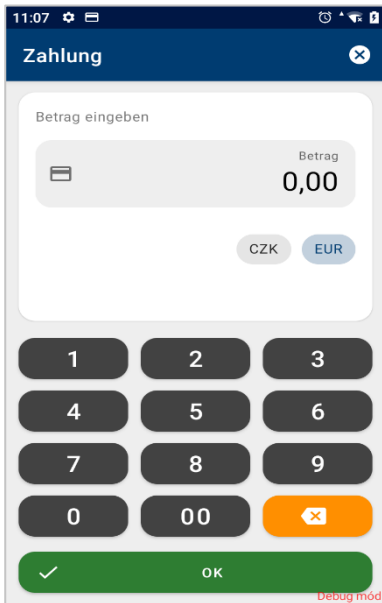 11:07
Zahlung
Betrag eingeben
Betrag
0,00
CZK EUR
1 2 3
4 5 6
7 8 9
0 00
OK
Debug mód